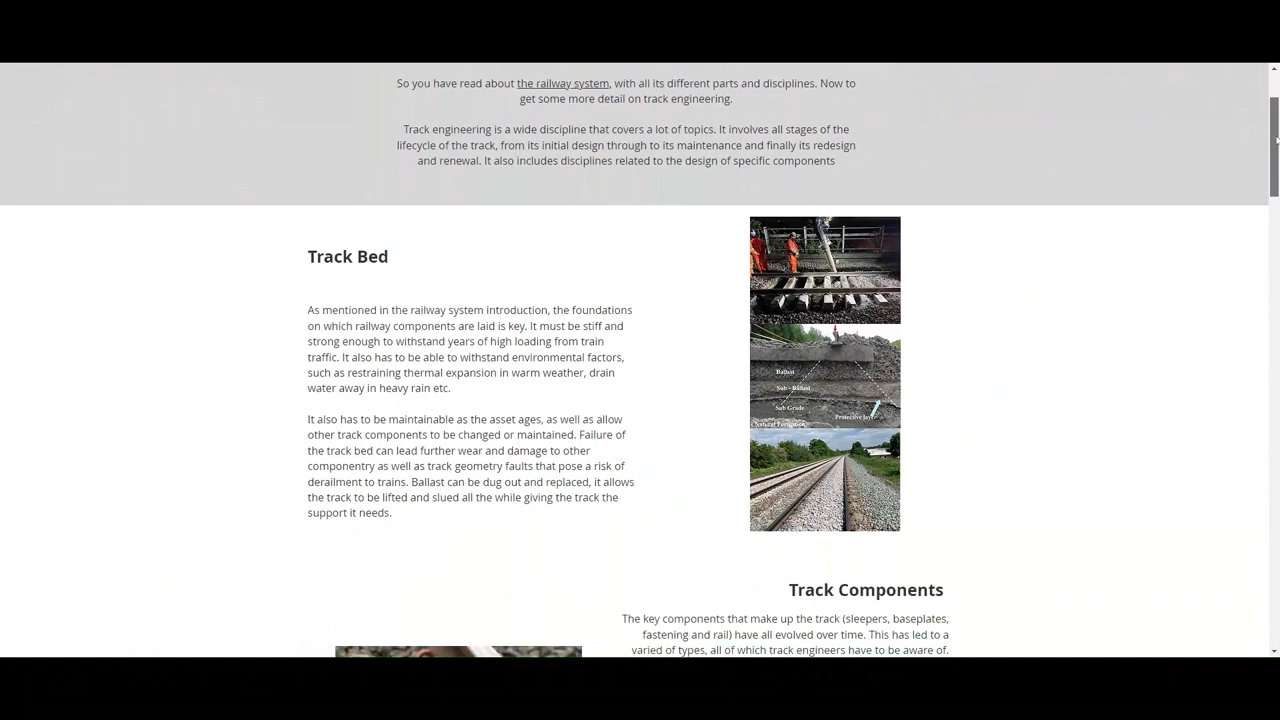 So you have read about the railway system, with all its different parts and disciplines. Now to
get some more detail on track engineering.
Track engineering is a wide discipline that covers a lot of topics. It involves all stages of the
lifecycle of the track, from its initial design through to its maintenance and finally its redesign
and renewal. It also includes disciplines related to the design of specific components
Track Bed
As mentioned in the railway system introduction, the foundations
on which railway components are laid is key. It must be stiff and
strong enough to withstand years of high loading from train
traffic. It also has to be able to withstand environmental factors,
such as restraining thermal expansion in warm weather, drain
water away in heavy rain etc.
It also has to be maintainable as the asset ages, as well as allow
other track components to be changed or maintained. Failure of
the track bed can lead further wear and damage to other
componentry as well as track geometry faults that pose a risk of
derailment to trains. Ballast can be dug out and replaced, it allows
the track to be lifted and slued all the while giving the track the
support it needs.
Ballast
Sub - Ballast
Sub Grade
Protective layer
Natural Formation
Track Components
The key components that make up the track (sleepers, baseplates,
fastening and rail) have all evolved over time. This has led to a
varied of types, all of which track engineers have to be aware of.